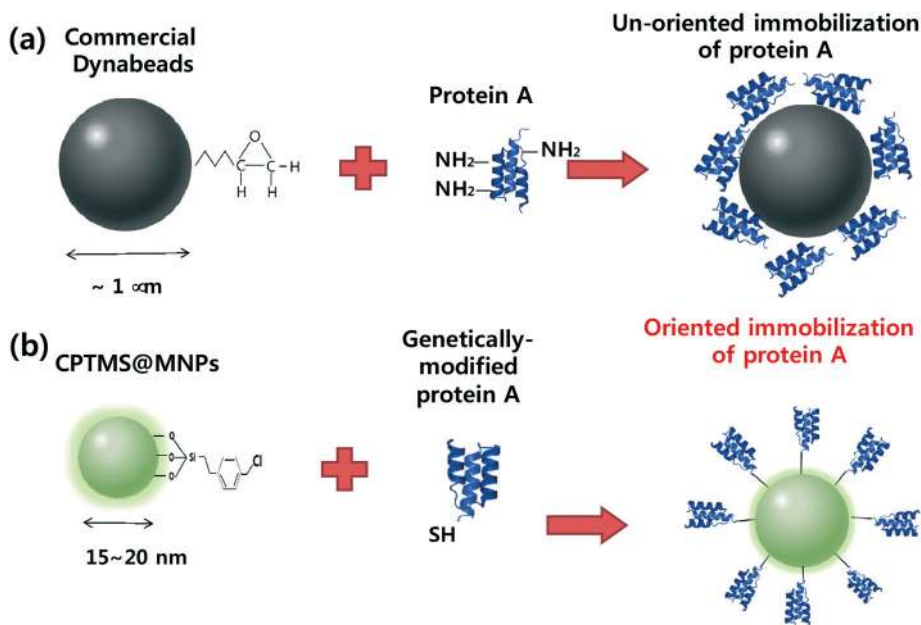 (a)
Commercial
Dynabeads
O
C
C
H
H
H
~ 1 ∝m
Protein A
NH2
NH2
NH2
Un-oriented immobilization
of protein A
(b)
CPTMS@MNPs
O
O
O
Si
Cl
15~20 nm
Genetically-
modified
protein A
SH
Oriented immobilization
of protein A